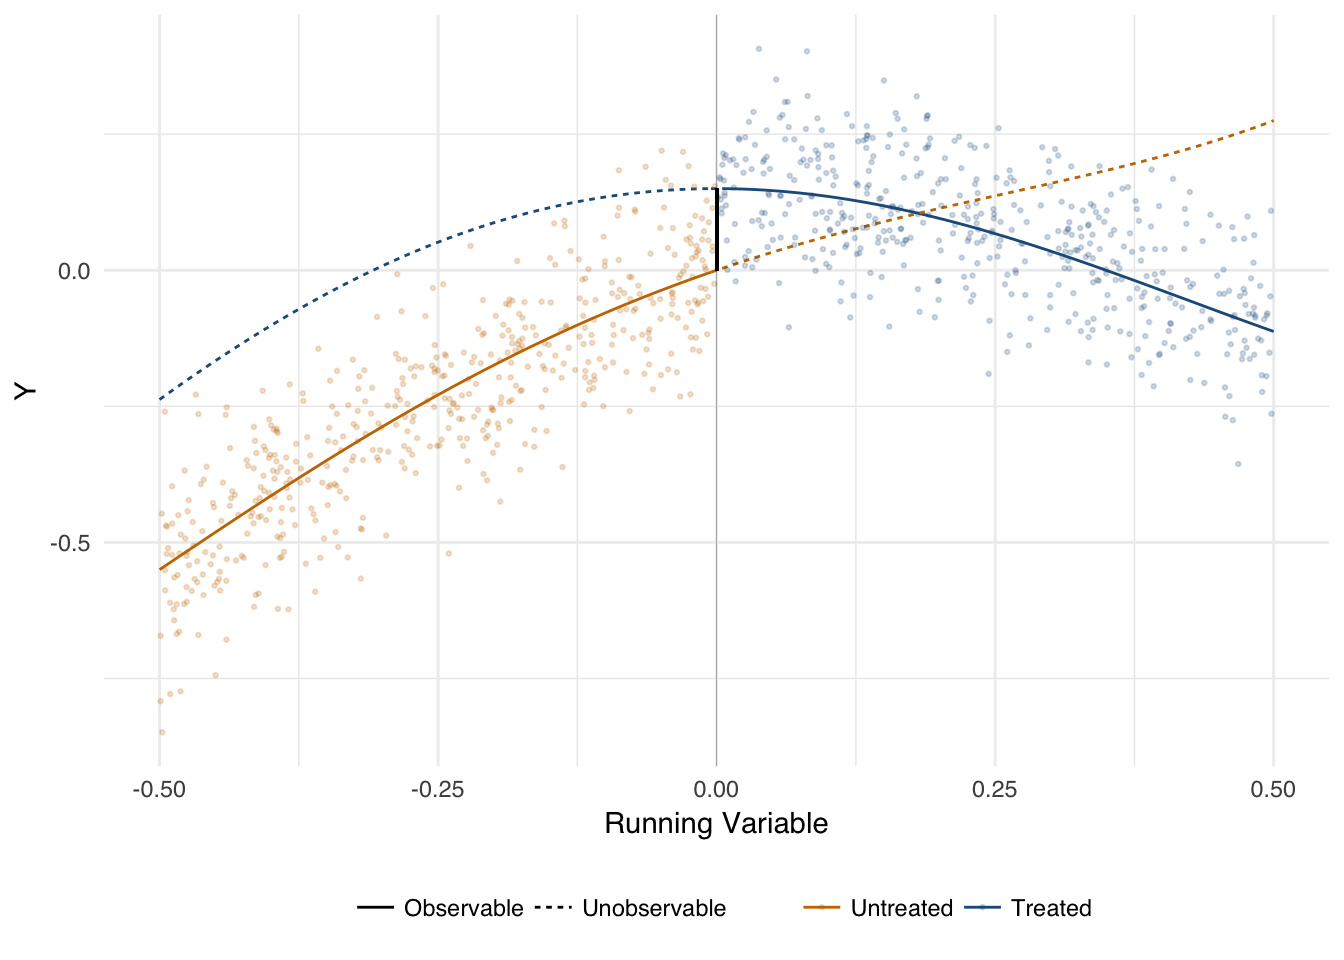 Y
0.0
-0.5
-0.50 -0.25 0.00 0.25 0.50
Running Variable
Observable Unobservable Untreated Treated